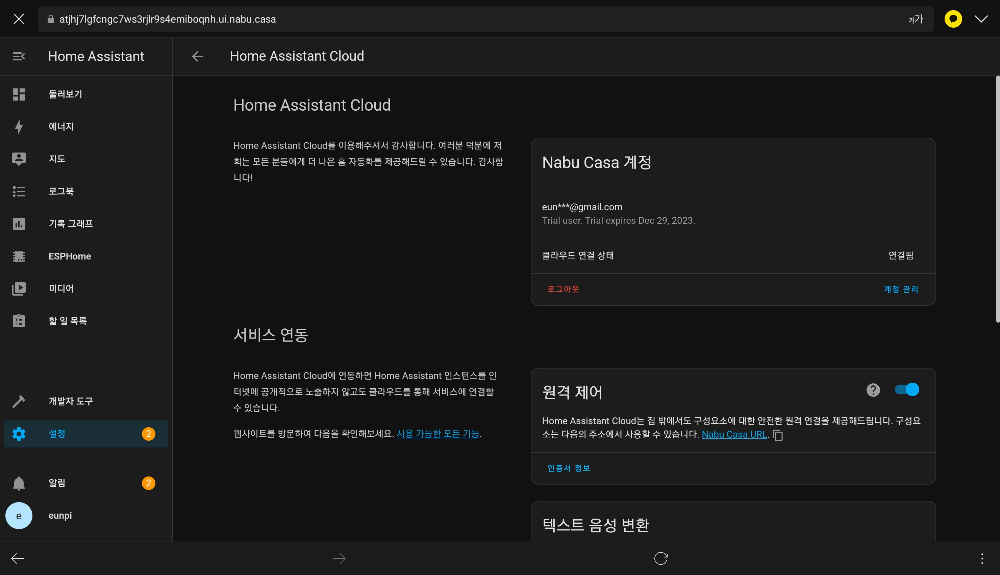 atjhj7lgfcngc7ws3rjlr9s4emiboqnh.ui.nabu.casa
가가
Home Assistant
Home Assistant Cloud
둘러보기
에너지
지도
로그북
기록 그래프
ESPHome
미디어
할 일 목록
개발자 도구
설정
2
알림
2
e
eunpi
Home Assistant Cloud
Home Assistant Cloud를 이용해주셔서 감사합니다. 여러분 덕분에 저
희는 모든 분들에게 더 나은 홈 자동화를 제공해드릴 수 있습니다. 감사합
니다!
Nabu Casa 계정
eun***@gmail.com
Trial user. Trial expires Dec 29, 2023.
클라우드 연결 상태
연결됨
로그아웃
계정 관리
서비스 연동
Home Assistant Cloud에 연동하면 Home Assistant 인스턴스를 인
터넷에 공개적으로 노출하지 않고도 클라우드를 통해 서비스에 연결할
수 있습니다.
웹사이트를 방문하여 다음을 확인해보세요. 사용 가능한 모든 기능.
원격 제어
Home Assistant Cloud는 집 밖에서도 구성요소에 대한 안전한 원격 연결을 제공해드립니다. 구성요
소는 다음의 주소에서 사용할 수 있습니다. Nabu Casa URL.
인증서 정보
텍스트 음성 변환